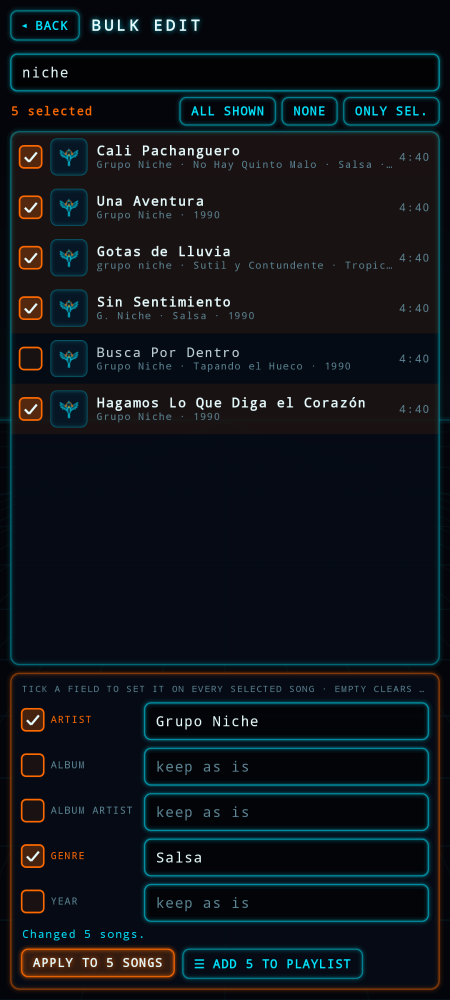 ◂ BACK BULK EDIT
niche
5 selected ALL SHOWN NONE ONLY SEL.
Cali Pachanguero
Grupo Niche · No Hay Quinto Malo · Salsa ·… 4:40
Una Aventura
Grupo Niche · 1990 4:40
Gotas de Lluvia
grupo niche · Sutil y Contundente · Tropic… 4:40
Sin Sentimiento
G. Niche · Salsa · 1990 4:40
Busca Por Dentro
Grupo Niche · Tapando el Hueco · 1990 4:40
Hagamos Lo Que Diga el Corazón
Grupo Niche · 1990 4:40
TICK A FIELD TO SET IT ON EVERY SELECTED SONG · EMPTY CLEARS …
ARTIST Grupo Niche
ALBUM keep as is
ALBUM ARTIST keep as is
GENRE Salsa
YEAR keep as is
Changed 5 songs.
APPLY TO 5 SONGS ☰ ADD 5 TO PLAYLIST